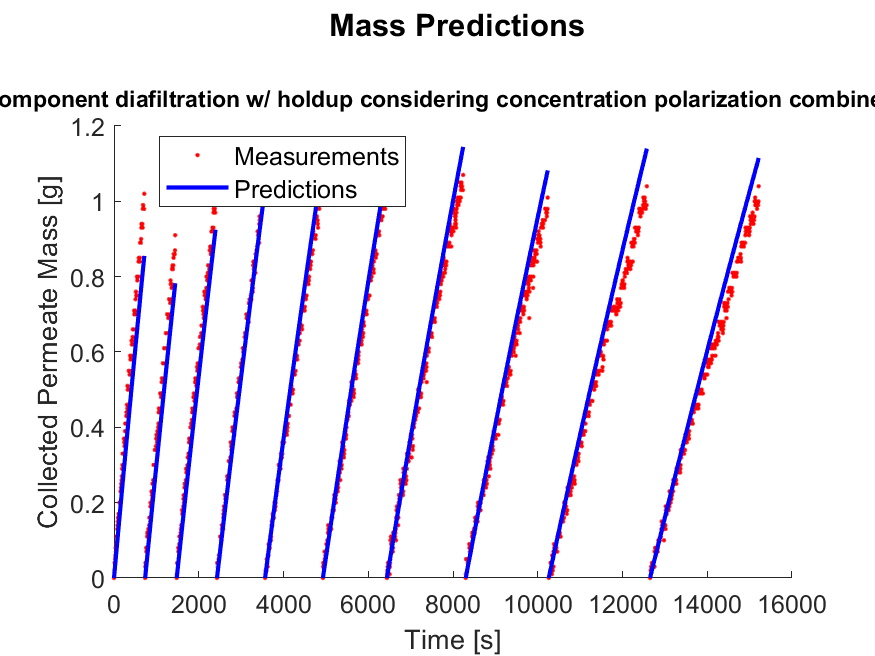 Mass Predictions
omponent diafiltration w/ holdup considering concentration polarization combine
1.2
1
0.8
0.6
0.4
0.2
0
Collected Permeate Mass [g]
Measurements
Predictions
0 2000 4000 6000 8000 10000 12000 14000 16000
Time [s]